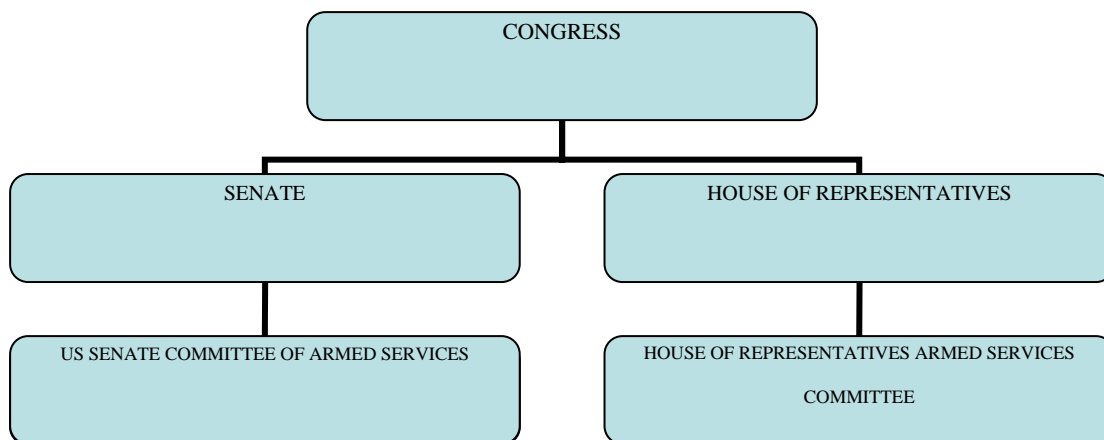 CONGRESS
SENATE
HOUSE OF REPRESENTATIVES
US SENATE COMMITTEE OF ARMED SERVICES
HOUSE OF REPRESENTATIVES ARMED SERVICES
COMMITTEE